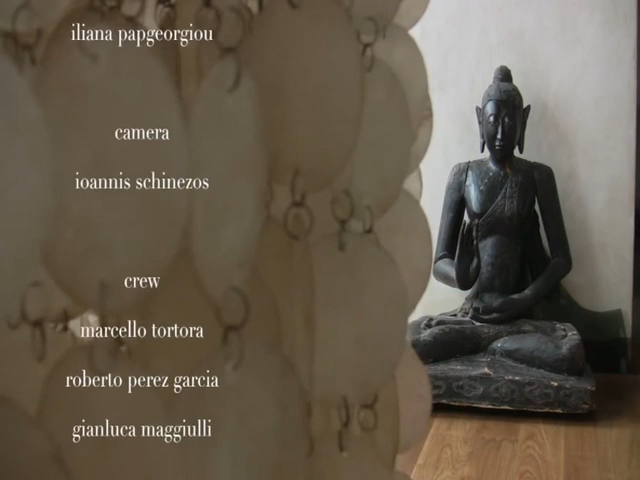 iliana papgeorgiou
camera
ioannis schinezos
crew
marcello tortora
roberto perez garcia
gianluca maggiulli